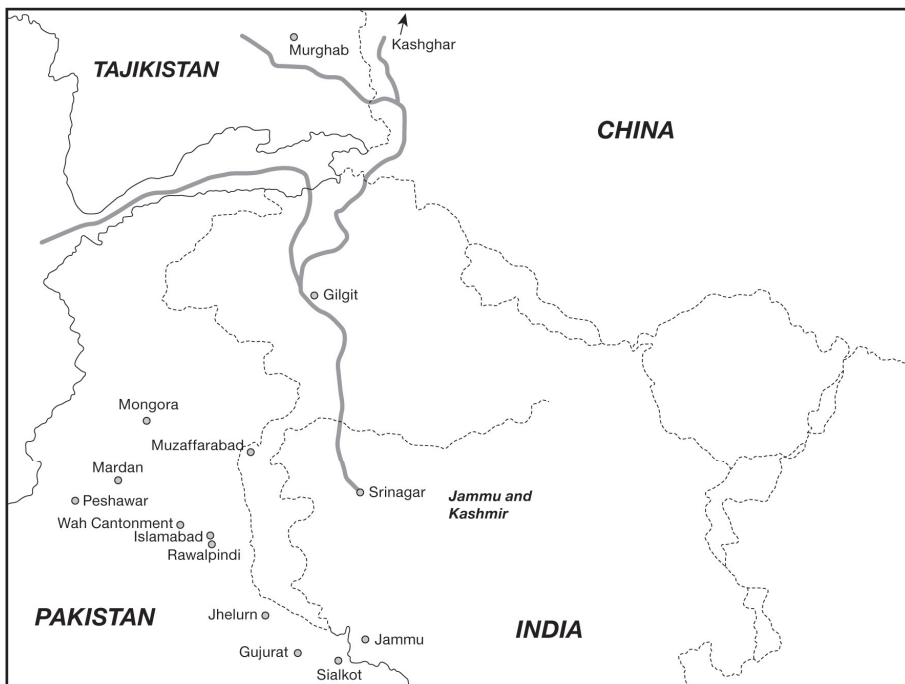 Murghab
Kashghar
TAJIKISTAN
CHINA
Gilgit
Mongora
Muzaffarabad
Mardan
Peshawar
Srinagar
Jammu and
Kashmir
Wah Cantonment
Islamabad
Rawalpindi
PAKISTAN
Jhelurn
INDIA
Jammu
Gujurat
Sialkot